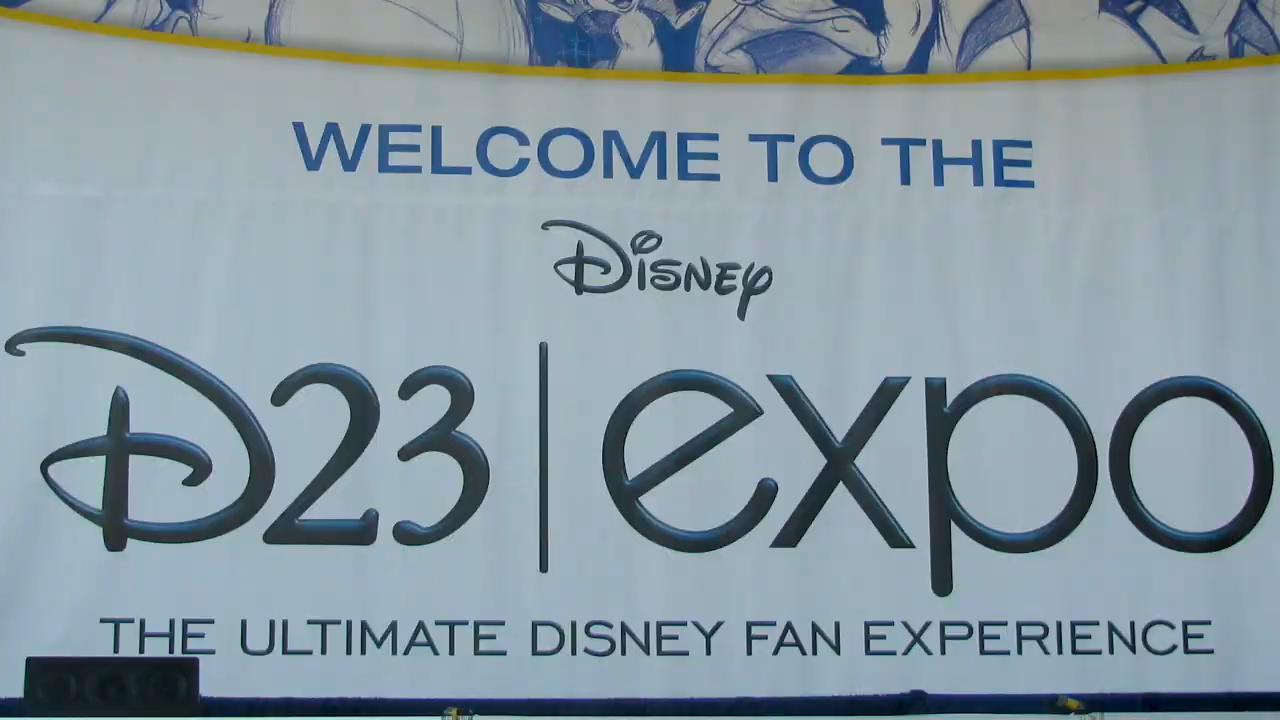 WELCOME TO THE
Disney
D23 | expo
THE ULTIMATE DISNEY FAN EXPERIENCE